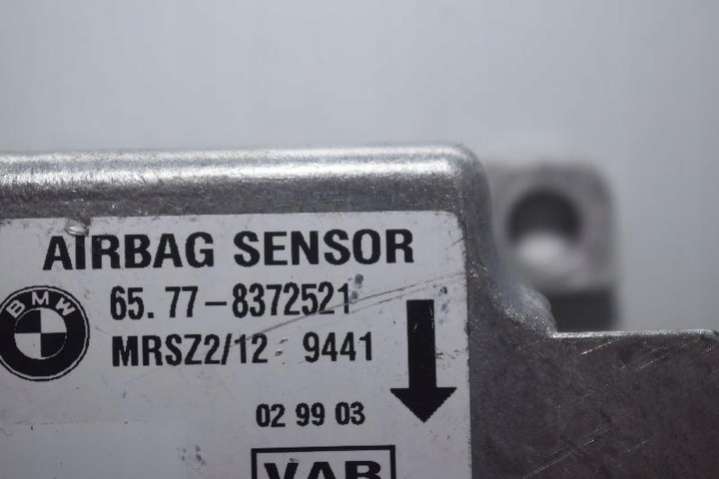 AIRBAG SENSOR
BMW
65. 77-8372521
MRSZ2/12 9441
02 99 03
VAR